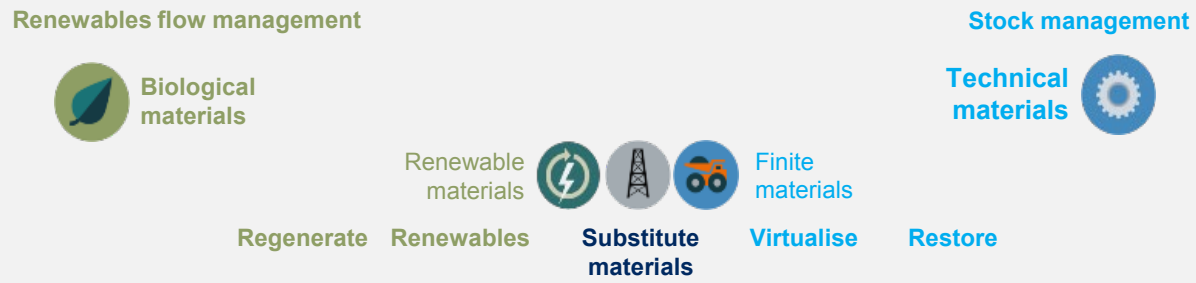 Renewables flow management
Stock management
Biological
materials
Technical
materials
Renewable
materials
Finite
materials
Regenerate
Renewables
Substitute
materials
Virtualise
Restore